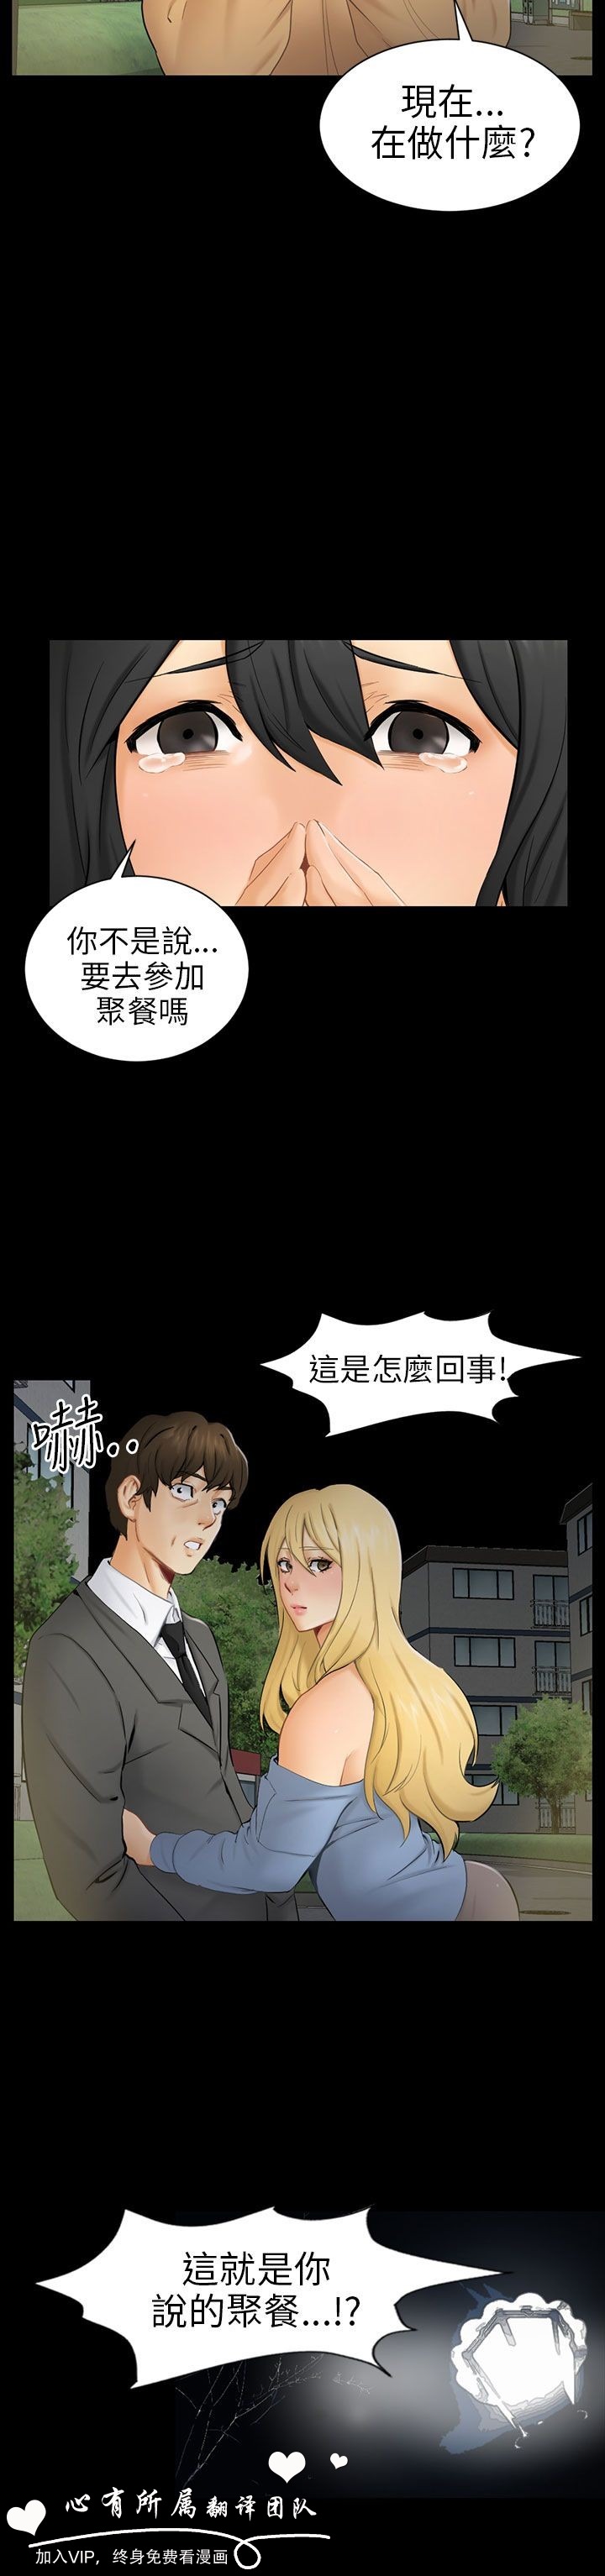 現在...
在做什麼?
你不是說...
要去參加
聚餐嗎
這是怎麼回事!
嚇..
這就是你
說的聚餐...!?
心有所属翻译团队
加入VIP，终身免费看漫画